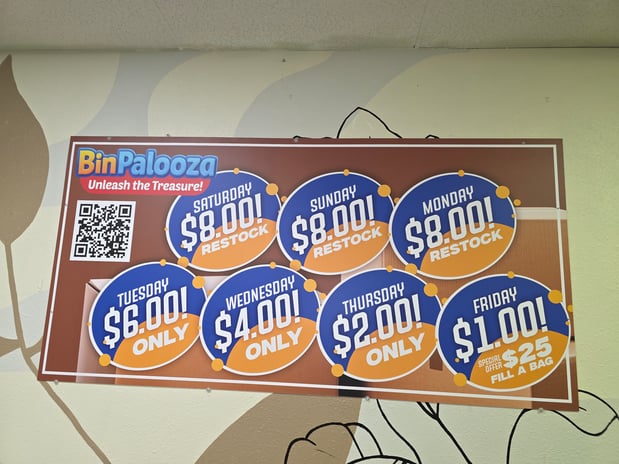 BinPalooza
Unleash the Treasure!
SATURDAY
$8.00!
RESTOCK
SUNDAY
$8.00!
RESTOCK
MONDAY
$8.00!
RESTOCK
TUESDAY
$6.00!
ONLY
WEDNESDAY
$4.00!
ONLY
THURSDAY
$2.00!
ONLY
FRIDAY
$1.00!
SPECIAL OFFER $25
FILL A BAG